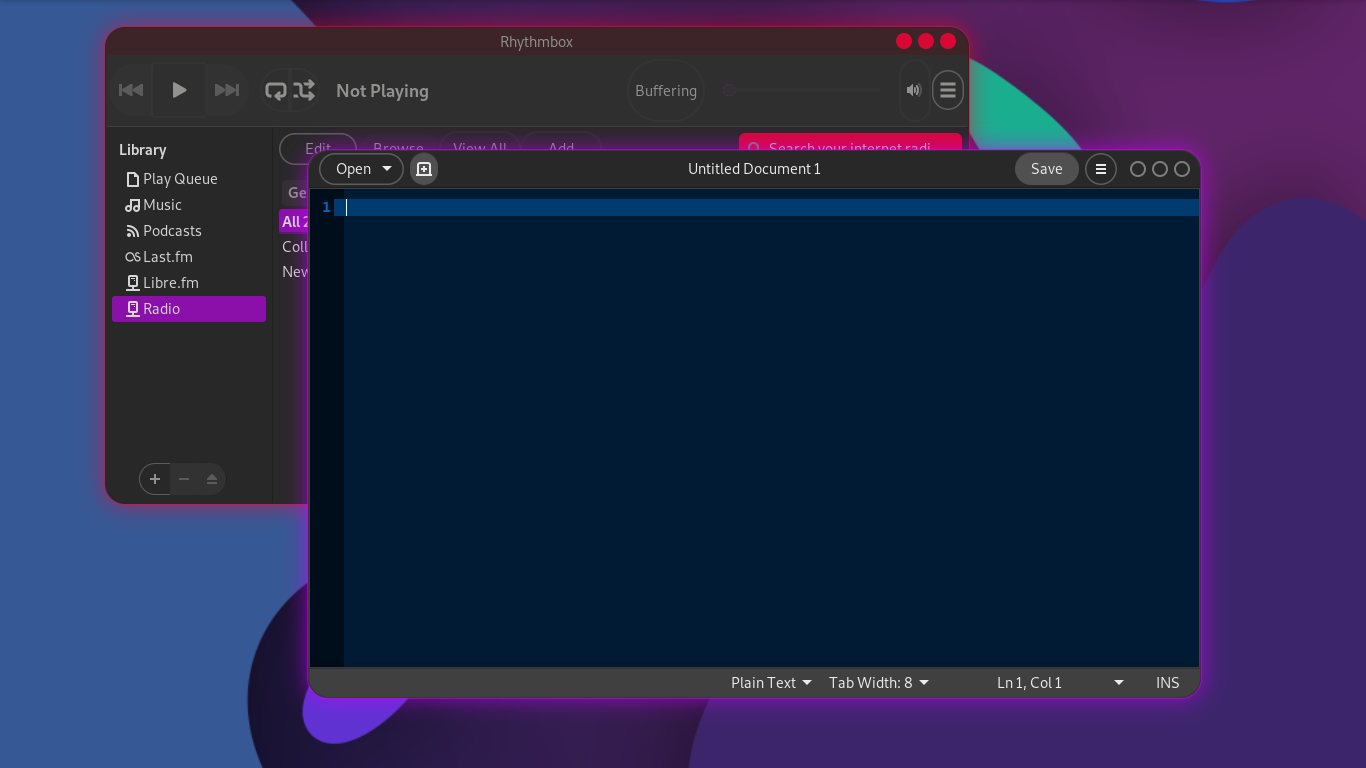 Rhythmbox
Not Playing
Buffering
Library
Play Queue
Music
Podcasts
Last.fm
Libre.fm
Radio
Edit
Browse
View All
Add
Search your internet radi
Ge
All 2
Coll
New
Open
Untitled Document 1
Save
1
Plain Text
Tab Width: 8
Ln 1, Col 1
INS